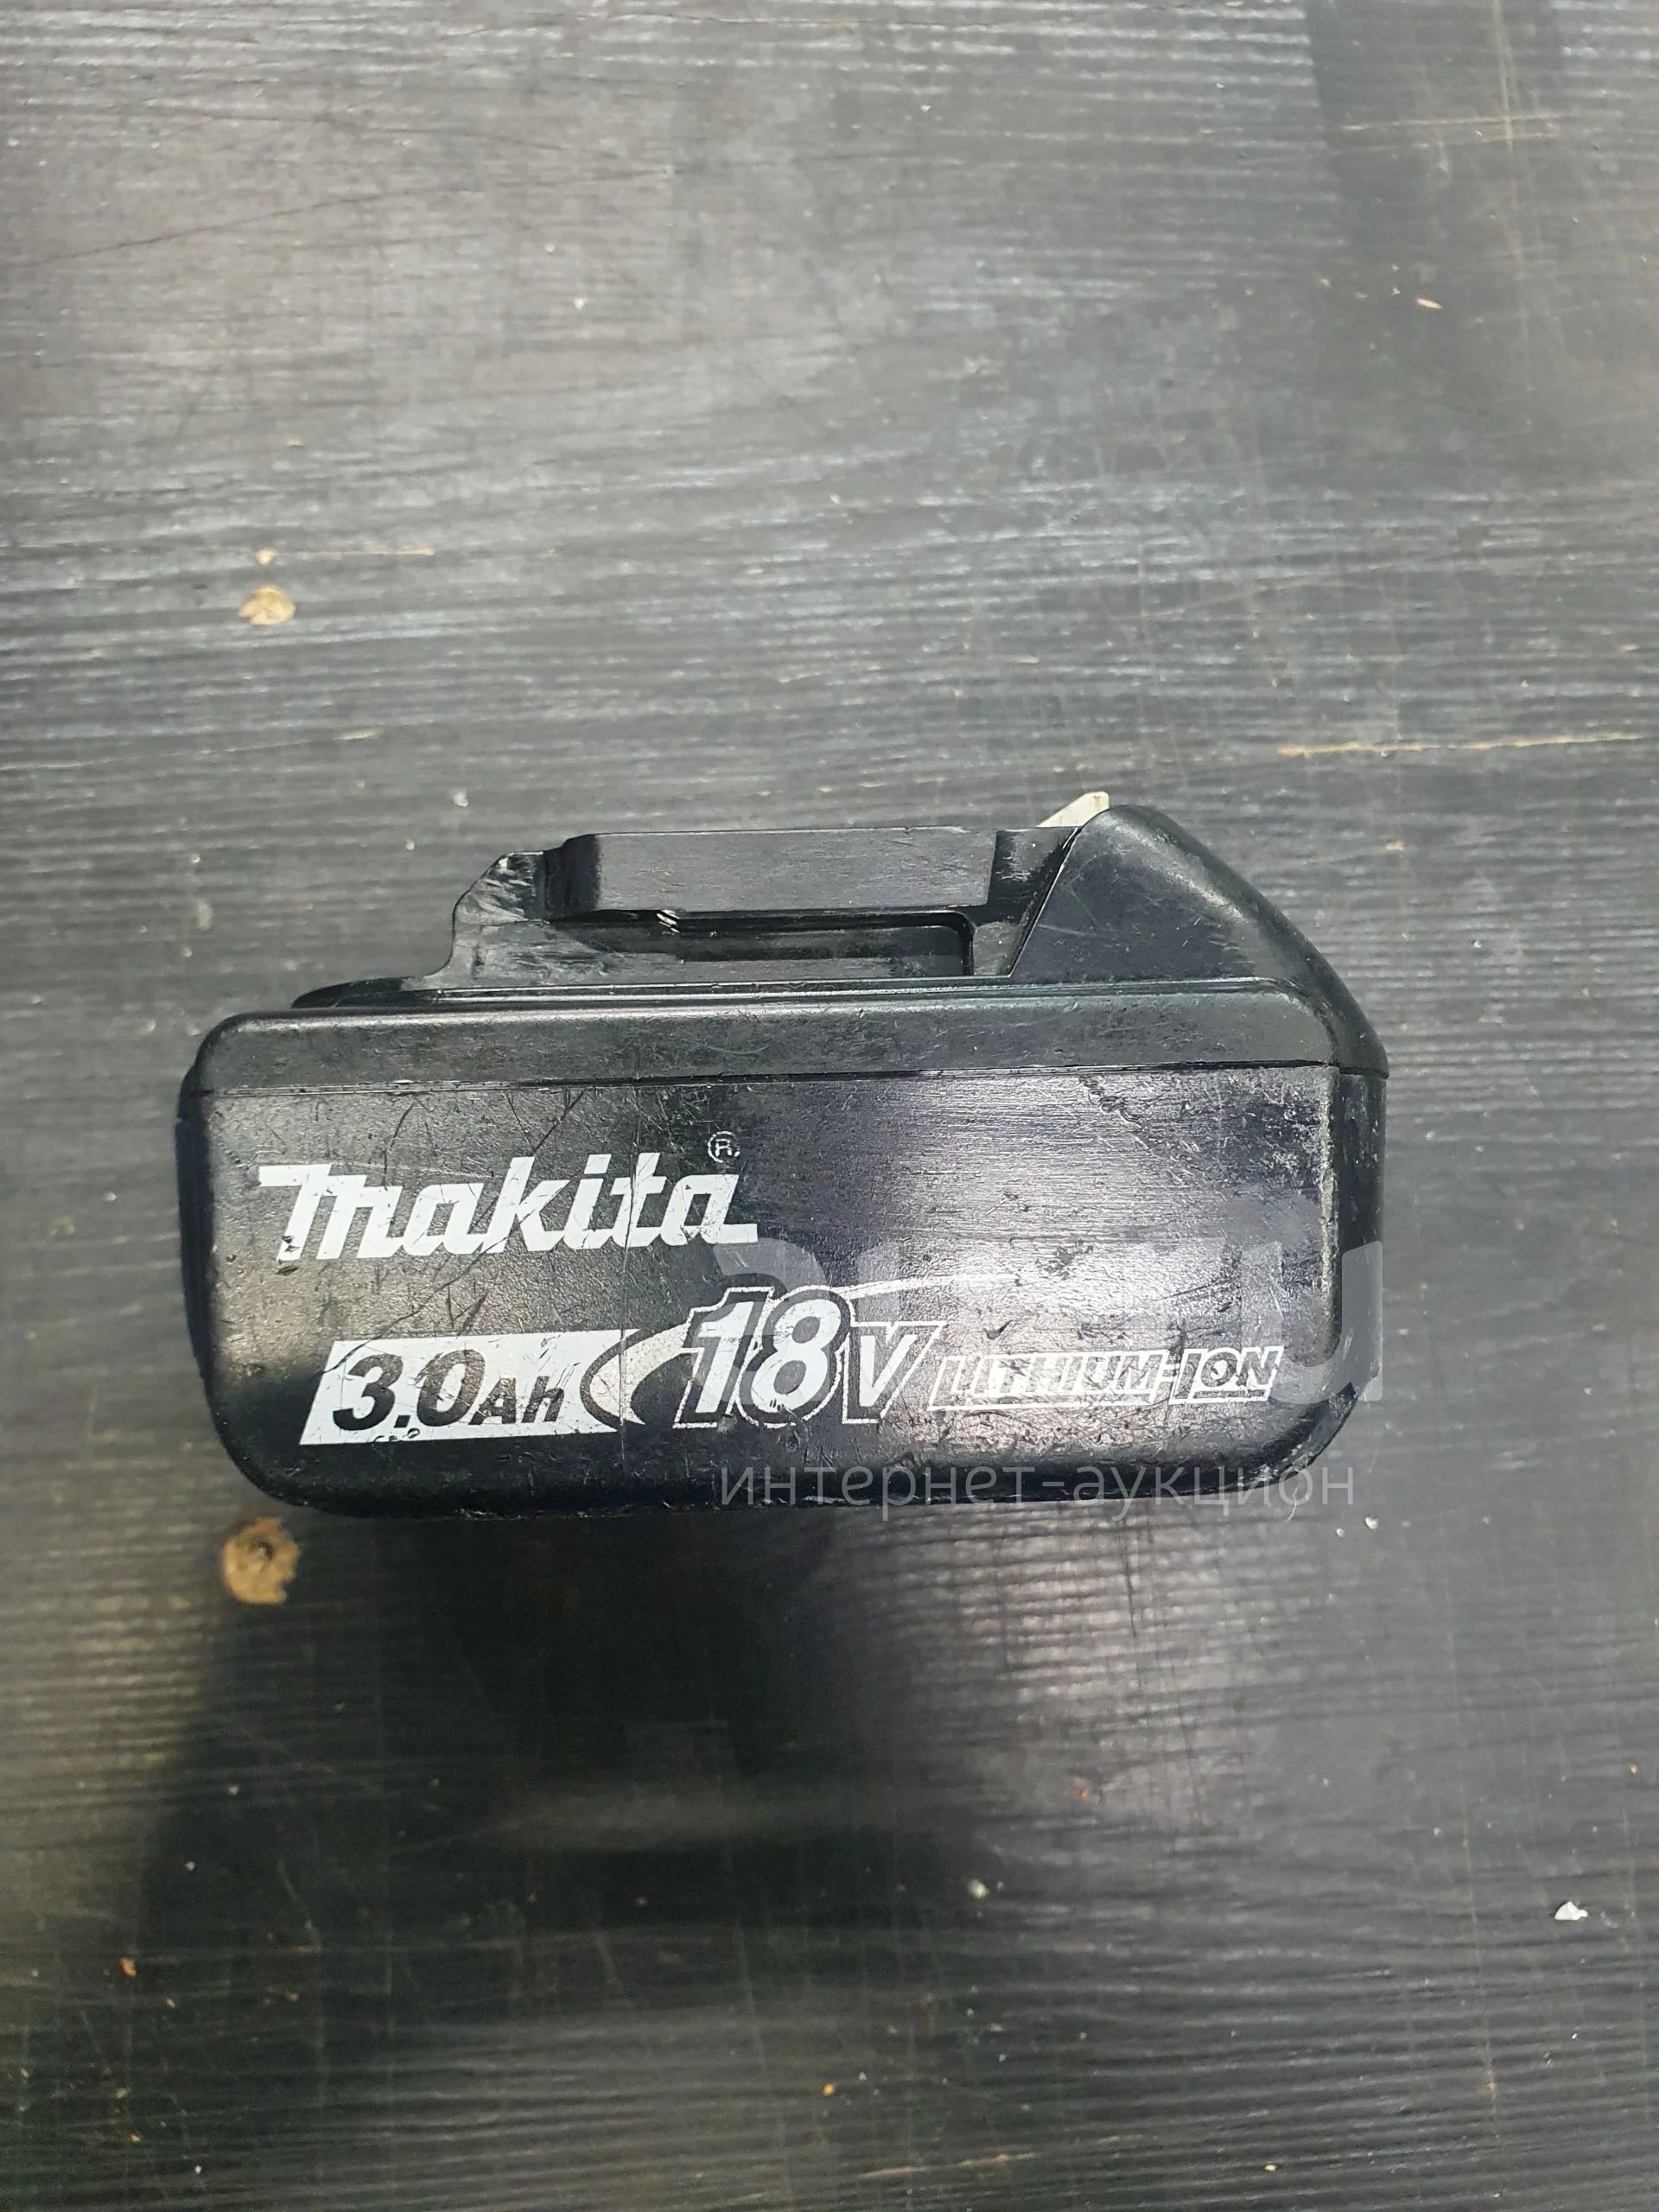 makita®
3.0Ah 18V LITHIUM-ION
интернет-аукцион